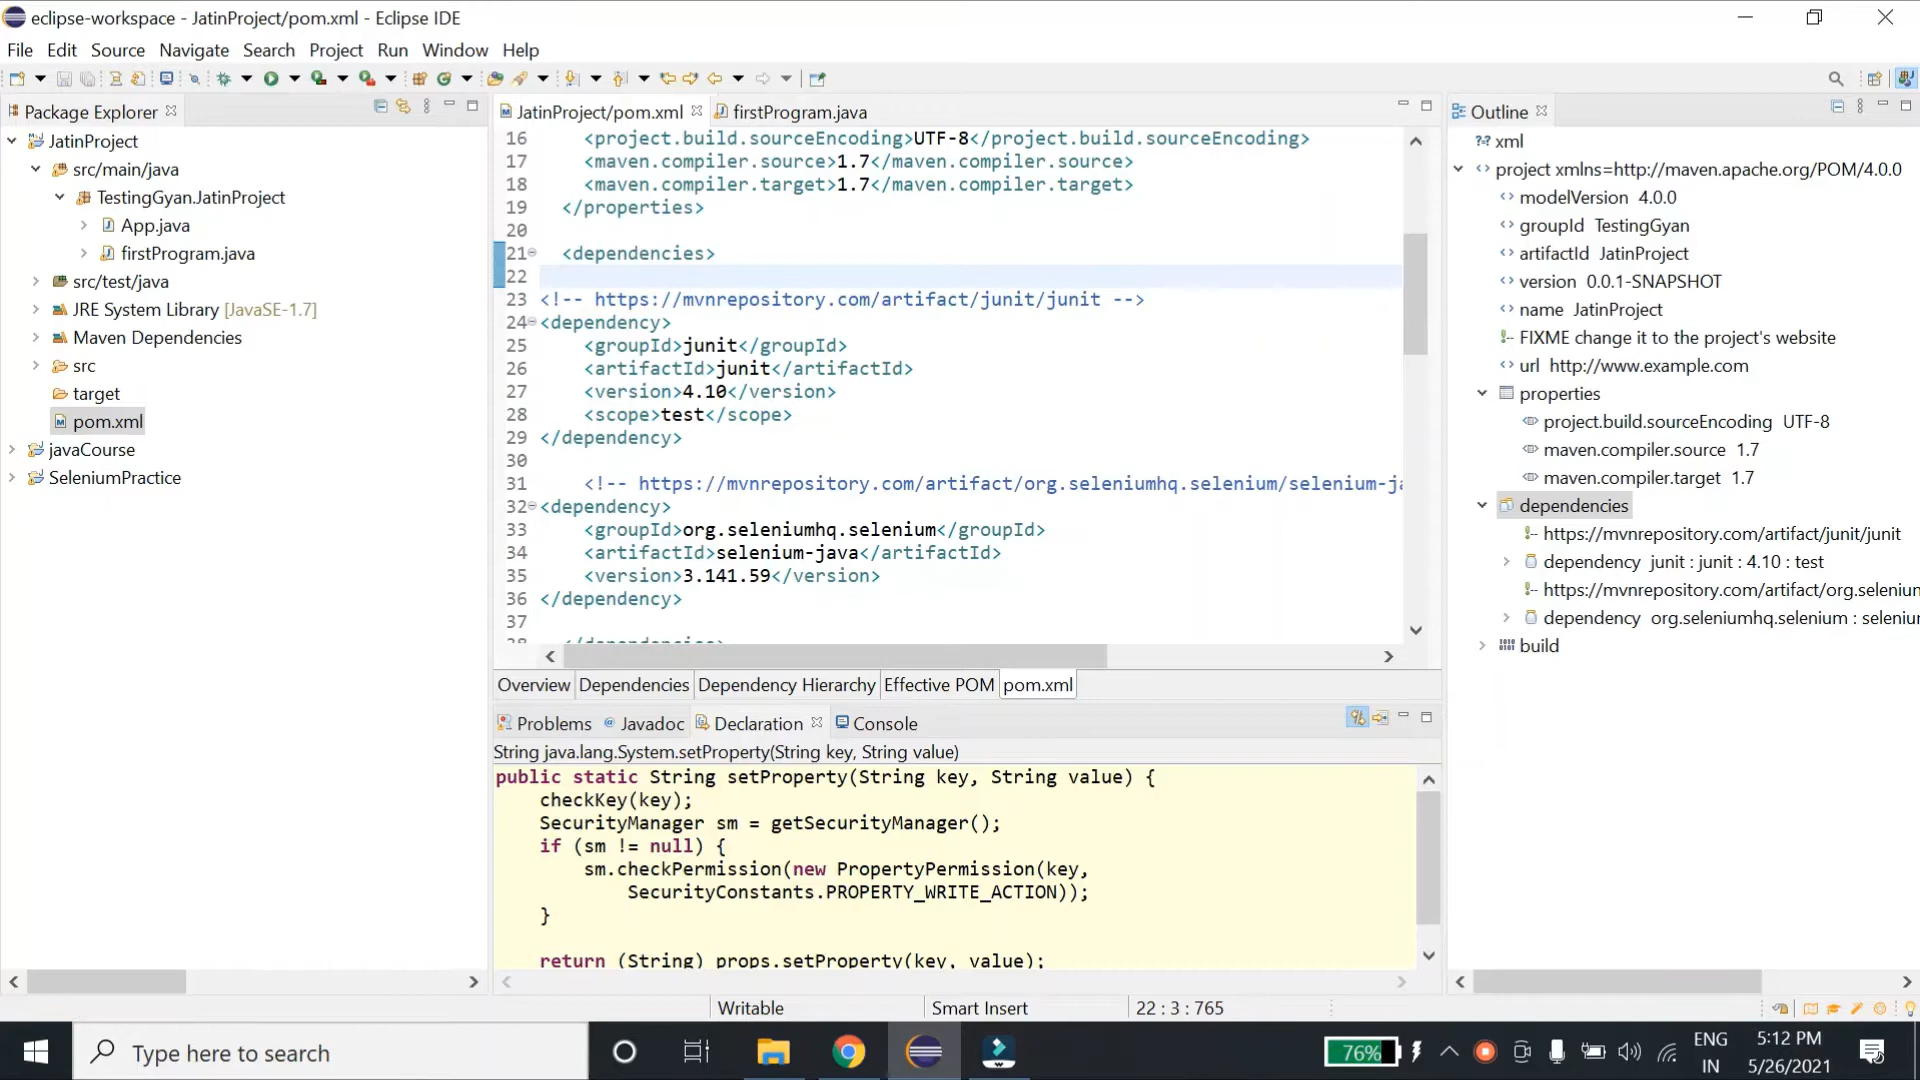 eclipse-workspace - JatinProject/pom.xml - Eclipse IDE
File Edit Source Navigate Search Project Run Window Help
Package Explorer
JatinProject
src/main/java
TestingGyan.JatinProject
App.java
firstProgram.java
src/test/java
JRE System Library [JavaSE-1.7]
Maven Dependencies
src
target
pom.xml
javaCourse
SeleniumPractice
JatinProject/pom.xml firstProgram.java
16 <project.build.sourceEncoding>UTF-8</project.build.sourceEncoding>
17 <maven.compiler.source>1.7</maven.compiler.source>
18 <maven.compiler.target>1.7</maven.compiler.target>
19 </properties>
20
21 <dependencies>
22
23 <!-- https://mvnrepository.com/artifact/junit/junit -->
24 <dependency>
25 <groupId>junit</groupId>
26 <artifactId>junit</artifactId>
27 <version>4.10</version>
28 <scope>test</scope>
29 </dependency>
30
31 <!-- https://mvnrepository.com/artifact/org.seleniumhq.selenium/selenium-ja
32 <dependency>
33 <groupId>org.seleniumhq.selenium</groupId>
34 <artifactId>selenium-java</artifactId>
35 <version>3.141.59</version>
36 </dependency>
37
Overview Dependencies Dependency Hierarchy Effective POM pom.xml
Problems Javadoc Declaration Console
String java.lang.System.setProperty(String key, String value)
public static String setProperty(String key, String value) {
checkKey(key);
SecurityManager sm = getSecurityManager();
if (sm != null) {
sm.checkPermission(new PropertyPermission(key,
SecurityConstants.PROPERTY_WRITE_ACTION));
}
return (String) props.setProperty(key, value);
Outline
xml
project xmlns=http://maven.apache.org/POM/4.0.0
modelVersion 4.0.0
groupId TestingGyan
artifactId JatinProject
version 0.0.1-SNAPSHOT
name JatinProject
FIXME change it to the project's website
url http://www.example.com
properties
project.build.sourceEncoding UTF-8
maven.compiler.source 1.7
maven.compiler.target 1.7
dependencies
https://mvnrepository.com/artifact/junit/junit
dependency junit : junit : 4.10 : test
https://mvnrepository.com/artifact/org.seleniun
dependency org.seleniumhq.selenium : seleniu
build
Writable Smart Insert 22 : 3 : 765
Type here to search
76%
ENG
IN
5:12 PM
5/26/2021